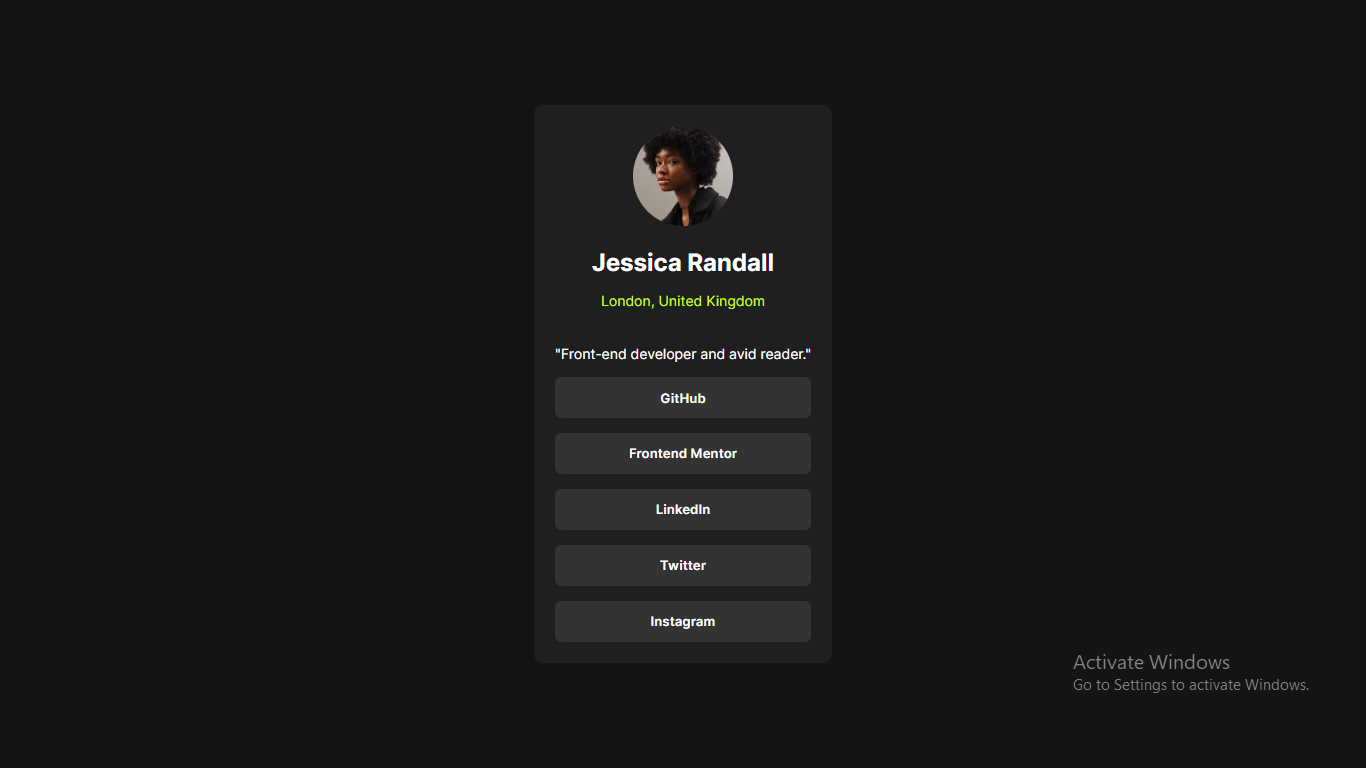 Jessica Randall
London, United Kingdom
"Front-end developer and avid reader."
GitHub
Frontend Mentor
LinkedIn
Twitter
Instagram
Activate Windows
Go to Settings to activate Windows.